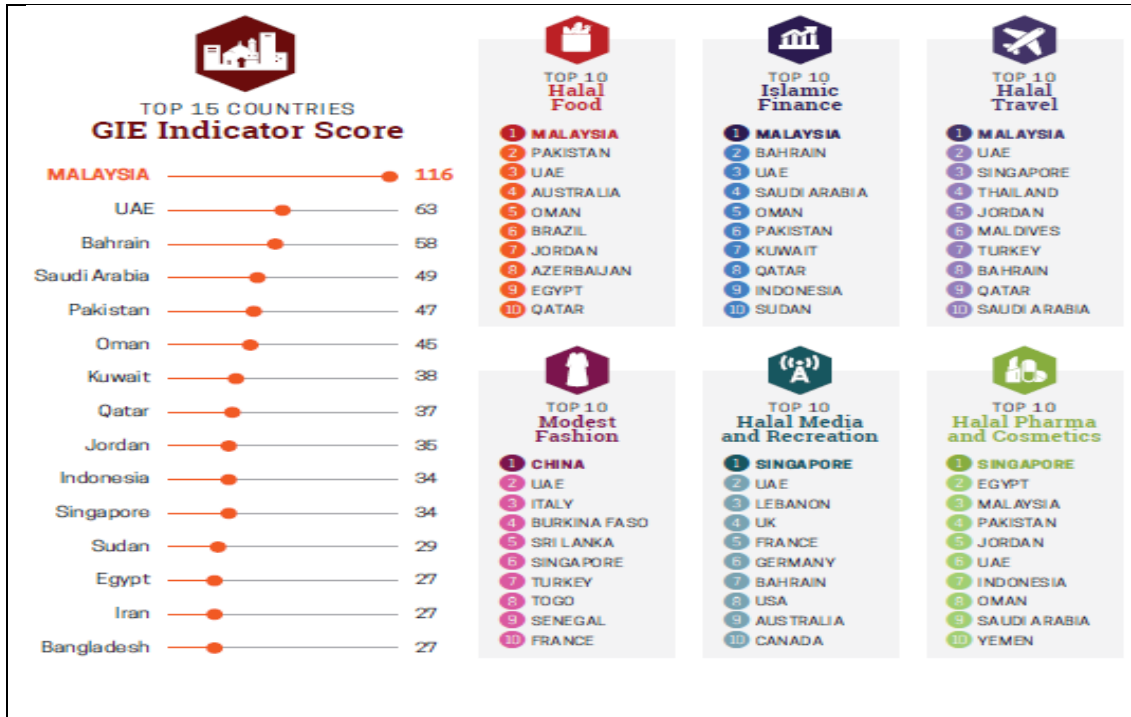 TOP 15 COUNTRIES
GIE Indicator Score
MALAYSIA 116
UAE 63
Bahrain 58
Saudi Arabia 49
Pakistan 47
Oman 45
Kuwait 38
Qatar 37
Jordan 35
Indonesia 34
Singapore 34
Sudan 29
Egypt 27
Iran 27
Bangladesh 27
TOP 10
Halal
Food
1 MALAYSIA
2 PAKISTAN
3 UAE
4 AUSTRALIA
5 OMAN
6 BRAZIL
7 JORDAN
8 AZERBAIJAN
9 EGYPT
10 QATAR
TOP 10
Islamic
Finance
1 MALAYSIA
2 BAHRAIN
3 UAE
4 SAUDI ARABIA
5 OMAN
6 PAKISTAN
7 KUWAIT
8 QATAR
9 INDONESIA
10 SUDAN
TOP 10
Halal
Travel
1 MALAYSIA
2 UAE
3 SINGAPORE
4 THAILAND
5 JORDAN
6 MALDIVES
7 TURKEY
8 BAHRAIN
9 QATAR
10 SAUDI ARABIA
TOP 10
Modest
Fashion
1 CHINA
2 UAE
3 ITALY
4 BURKINA FASO
5 SRI LANKA
6 SINGAPORE
7 TURKEY
8 TOGO
9 SENEGAL
10 FRANCE
TOP 10
Halal Media
and Recreation
1 SINGAPORE
2 UAE
3 LEBANON
4 UK
5 FRANCE
6 GERMANY
7 BAHRAIN
8 USA
9 AUSTRALIA
10 CANADA
TOP 10
Halal Pharma
and Cosmetics
1 SINGAPORE
2 EGYPT
3 MALAYSIA
4 PAKISTAN
5 JORDAN
6 UAE
7 INDONESIA
8 OMAN
9 SAUDI ARABIA
10 YEMEN